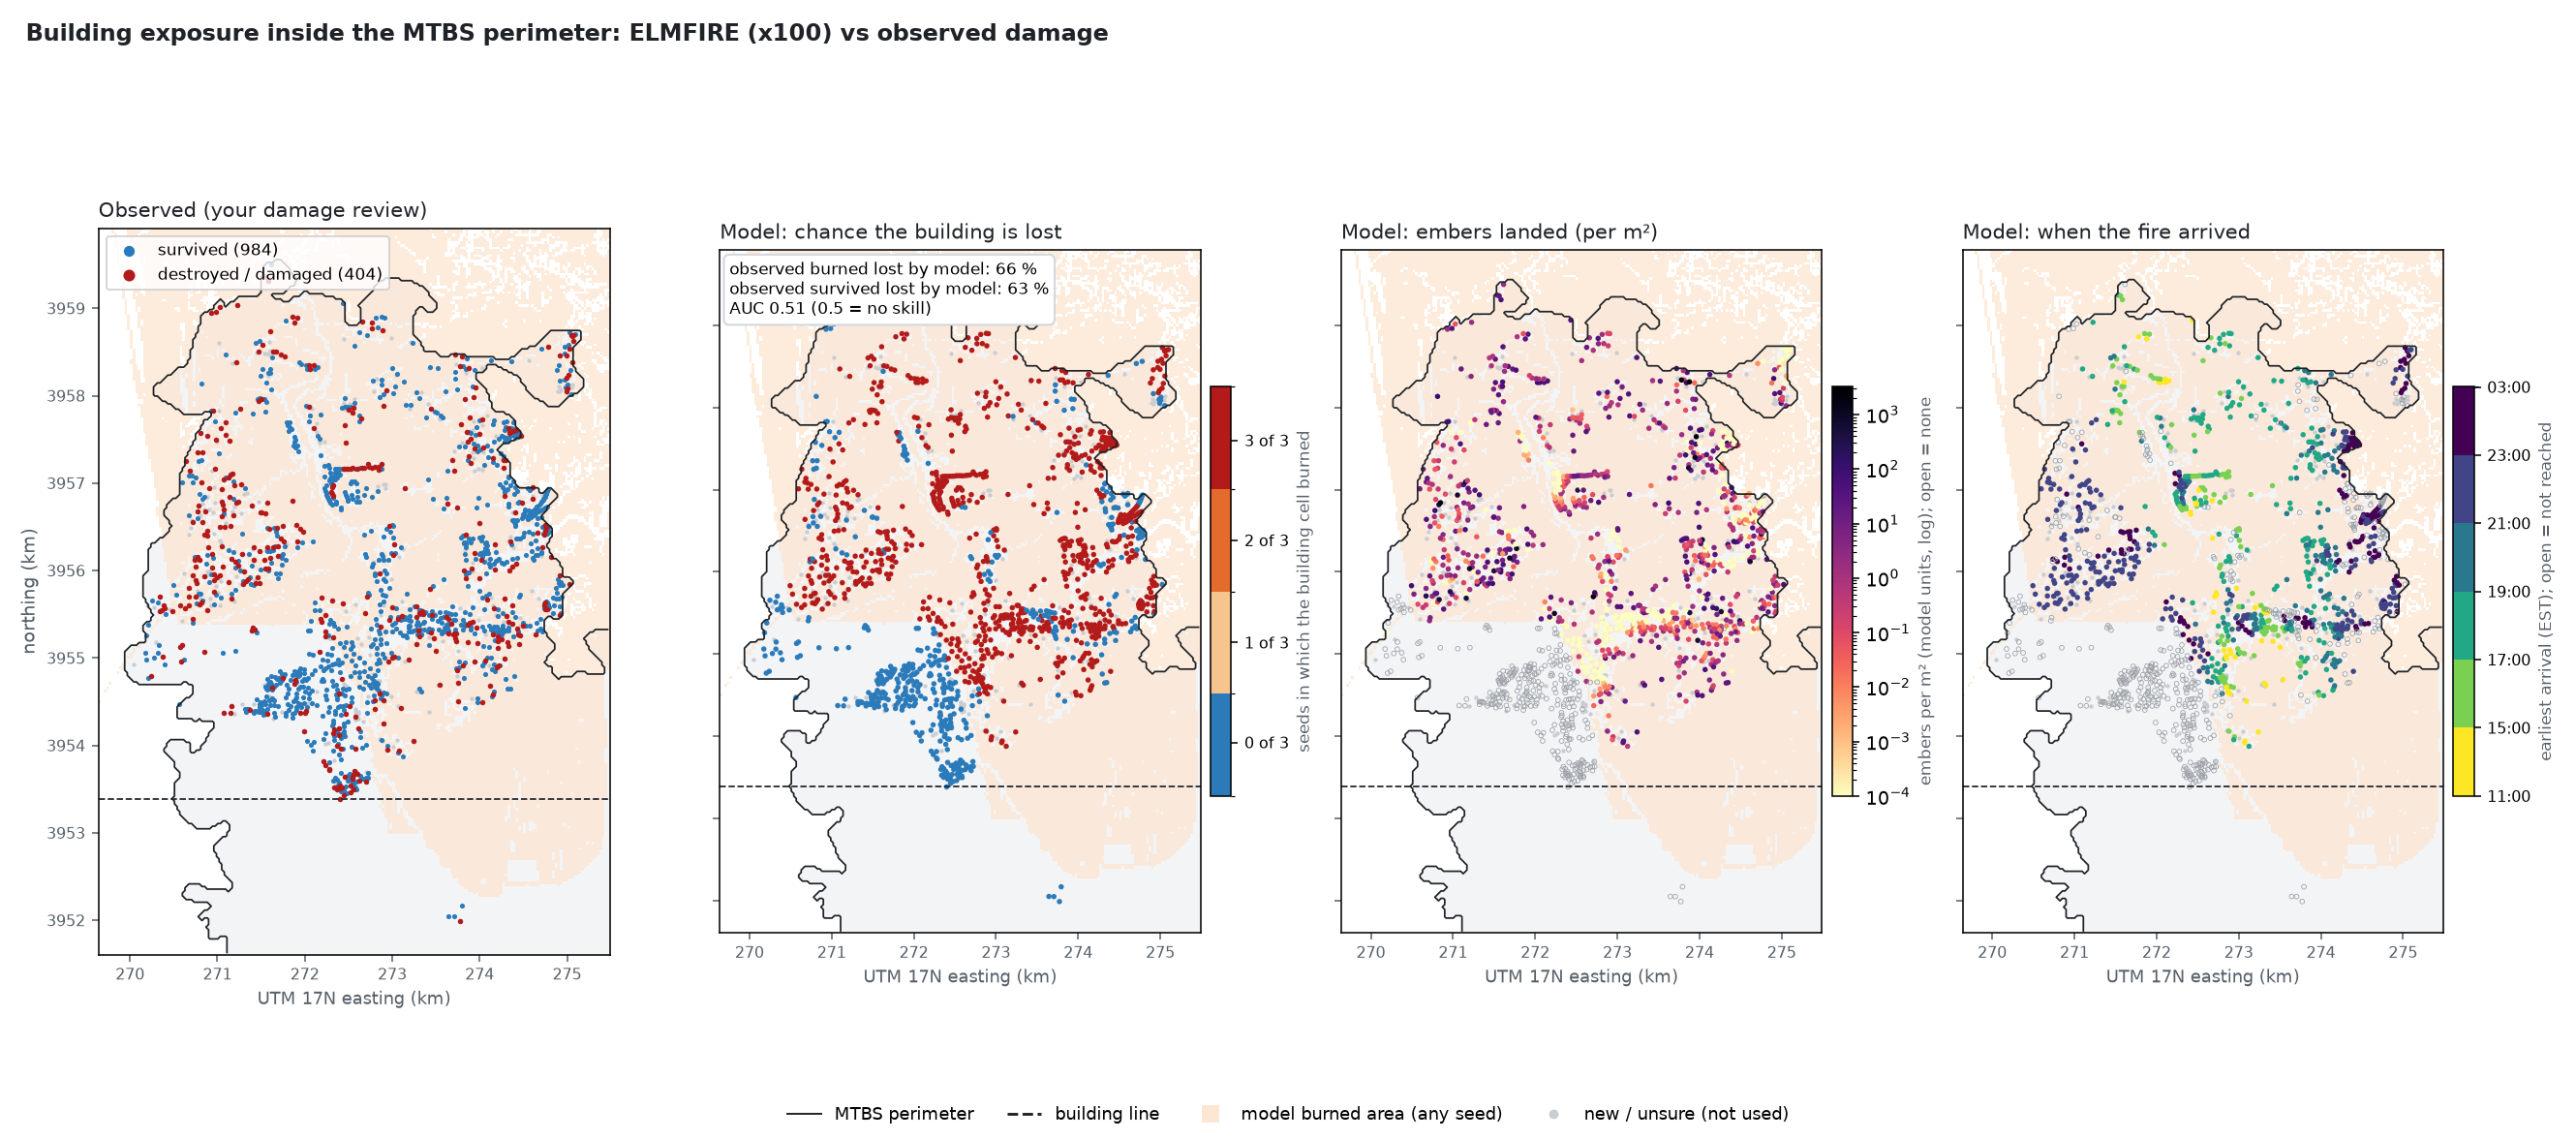 Building exposure inside the MTBS perimeter: ELMFIRE (x100) vs observed damage
Observed (your damage review)
survived (984)
destroyed / damaged (404)
northing (km)
3959
3958
3957
3956
3955
3954
3953
3952
270
271
272
273
274
275
UTM 17N easting (km)
Model: chance the building is lost
observed burned lost by model: 66 %
observed survived lost by model: 63 %
AUC 0.51 (0.5 = no skill)
270
271
272
273
274
275
UTM 17N easting (km)
3 of 3
2 of 3
1 of 3
0 of 3
seeds in which the building cell burned
Model: embers landed (per m²)
270
271
272
273
274
275
UTM 17N easting (km)
10³
10²
10¹
10⁰
10⁻¹
10⁻²
10⁻³
10⁻⁴
embers per m² (model units, log); open = none
Model: when the fire arrived
270
271
272
273
274
275
UTM 17N easting (km)
03:00
23:00
21:00
19:00
17:00
15:00
11:00
earliest arrival (EST); open = not reached
MTBS perimeter
building line
model burned area (any seed)
new / unsure (not used)